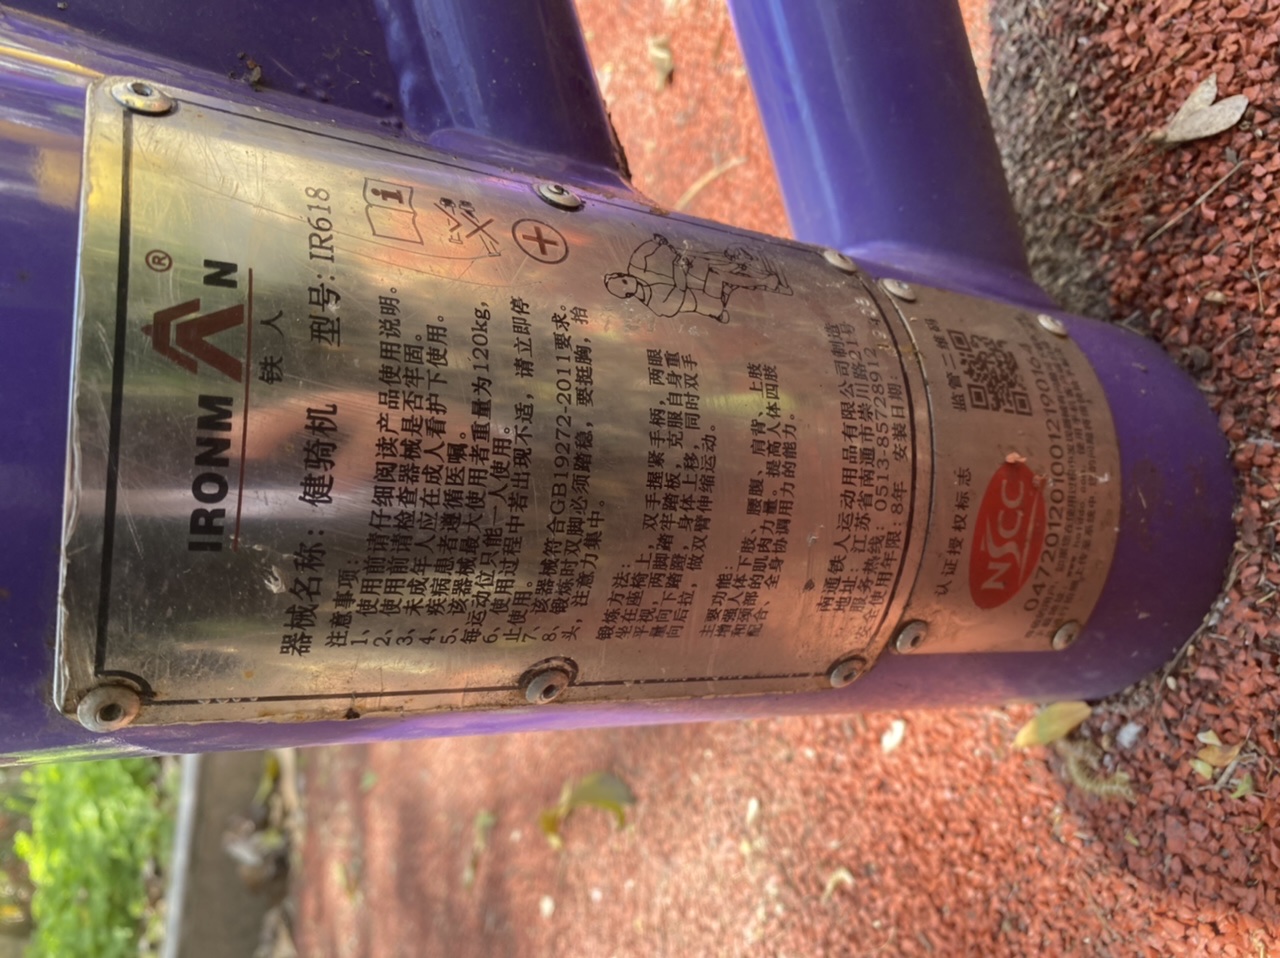 IRONMAN®
铁人
器械名称：健骑机 型号：IR618
注意事项：
1、使用前请仔细阅读产品使用说明。
2、使用前请检查器械是否牢固。
3、未成年人应在成人看护下使用。
4、疾病患者遵循医嘱。
5、该器械最大使用者重量为120kg，
每运动位只能一人使用。
6、使用过程中若出现不适，请立即停
止使用。
7、该器械符合GB19272-2011要求。
8、锻炼时双脚必须踏稳，要挺胸，抬
头，注意力集中。
锻炼方法：
坐在座椅上，双手握紧手柄，两眼
平视，两脚踏牢踏板，克服自身重
量向下踏蹬，身体上移，同时双手
向后拉，做双臂伸缩运动。
主要功能：
增强人体下肢、腰腹、肩背、上肢
和颈部的肌肉力量。提高人体四肢
配合、全身协调用力的能力。
南通铁人运动用品有限公司制造
地址：江苏省南通市崇川路21号
服务热线：0513-85728912
安全使用年限：8年 安装日期：
认证授权标志 监管二维码
NSCC